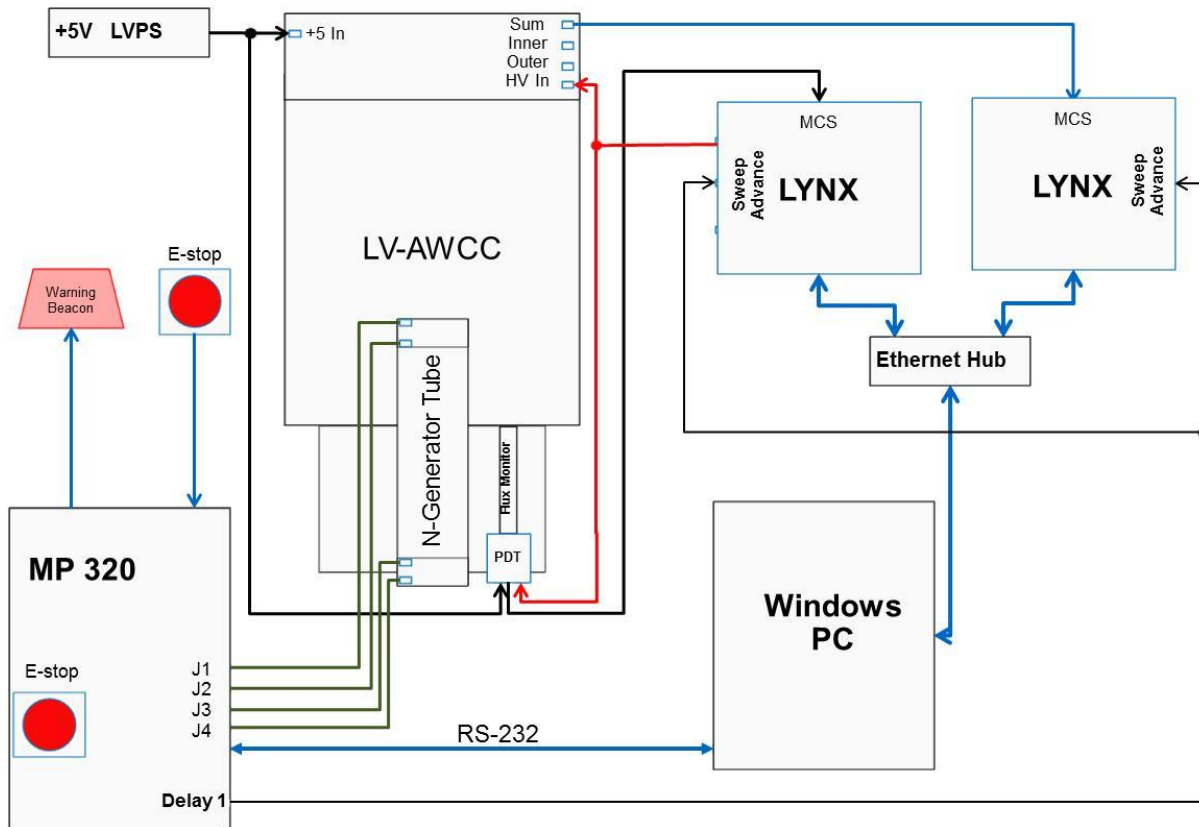 +5V LVPS
+5 In
Sum
Inner
Outer
HV In
MCS
Sweep
Advance
LYNX
MCS
LYNX
Sweep
Advance
LV-AWCC
E-stop
Warning
Beacon
Ethernet Hub
N-Generator Tube
Flux Monitor
PDT
MP 320
Windows
PC
E-stop
J1
J2
J3
J4
RS-232
Delay 1